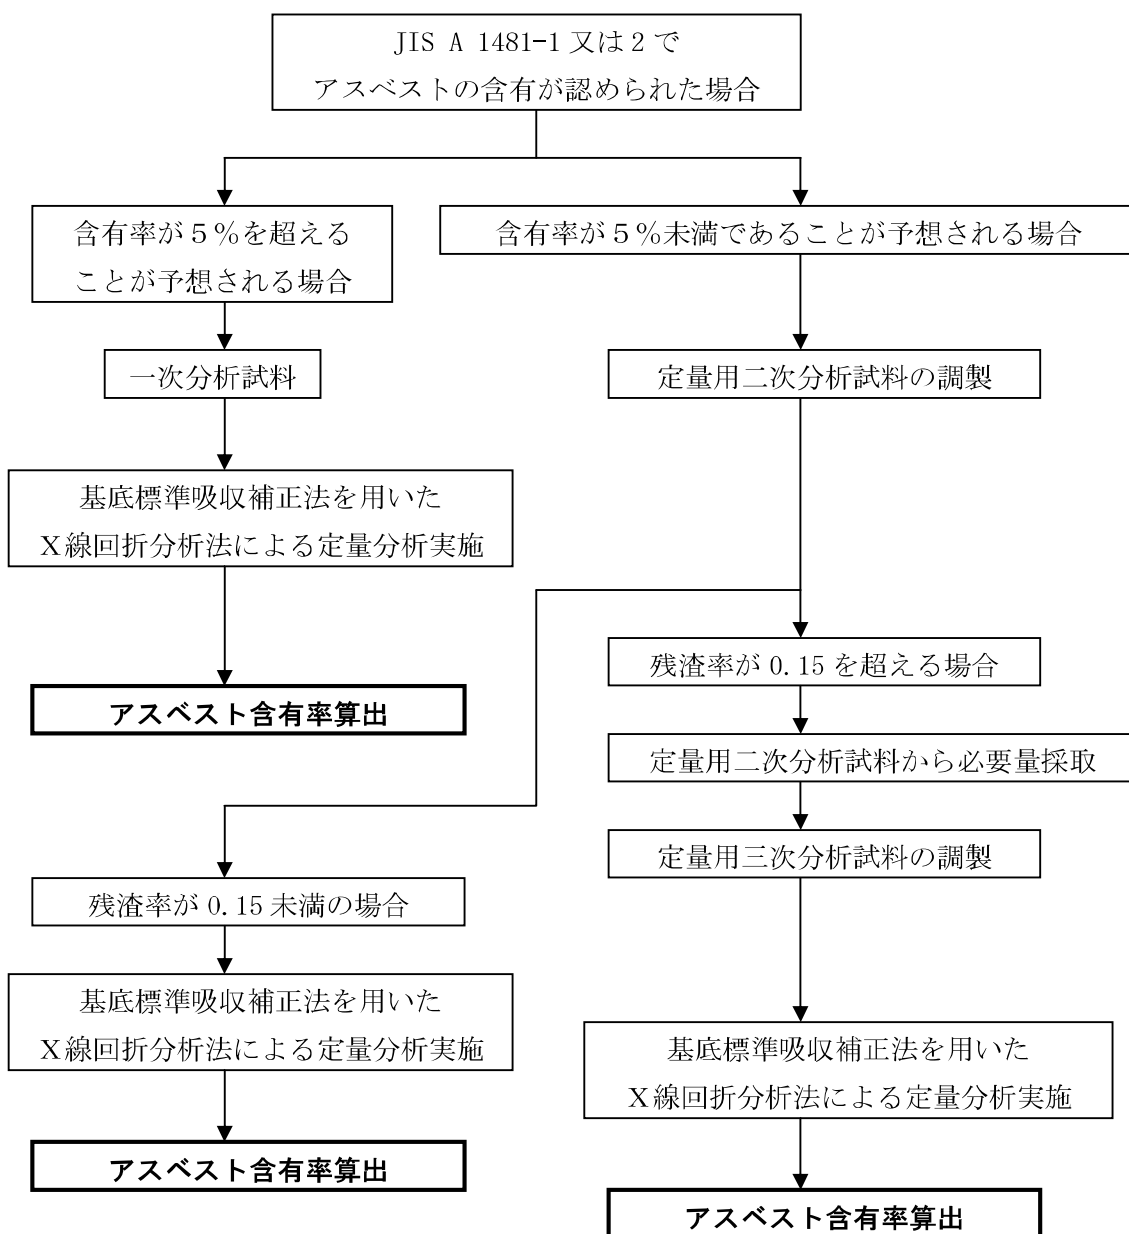 JIS A 1481-1 又は 2 で
アスベストの含有が認められた場合
含有率が５％を超える
ことが予想される場合
含有率が５％未満であることが予想される場合
一次分析試料
定量用二次分析試料の調製
基底標準吸収補正法を用いた
Ｘ線回折分析法による定量分析実施
アスベスト含有率算出
残渣率が 0.15 を超える場合
定量用二次分析試料から必要量採取
定量用三次分析試料の調製
残渣率が 0.15 未満の場合
基底標準吸収補正法を用いた
Ｘ線回折分析法による定量分析実施
アスベスト含有率算出
基底標準吸収補正法を用いた
Ｘ線回折分析法による定量分析実施
アスベスト含有率算出